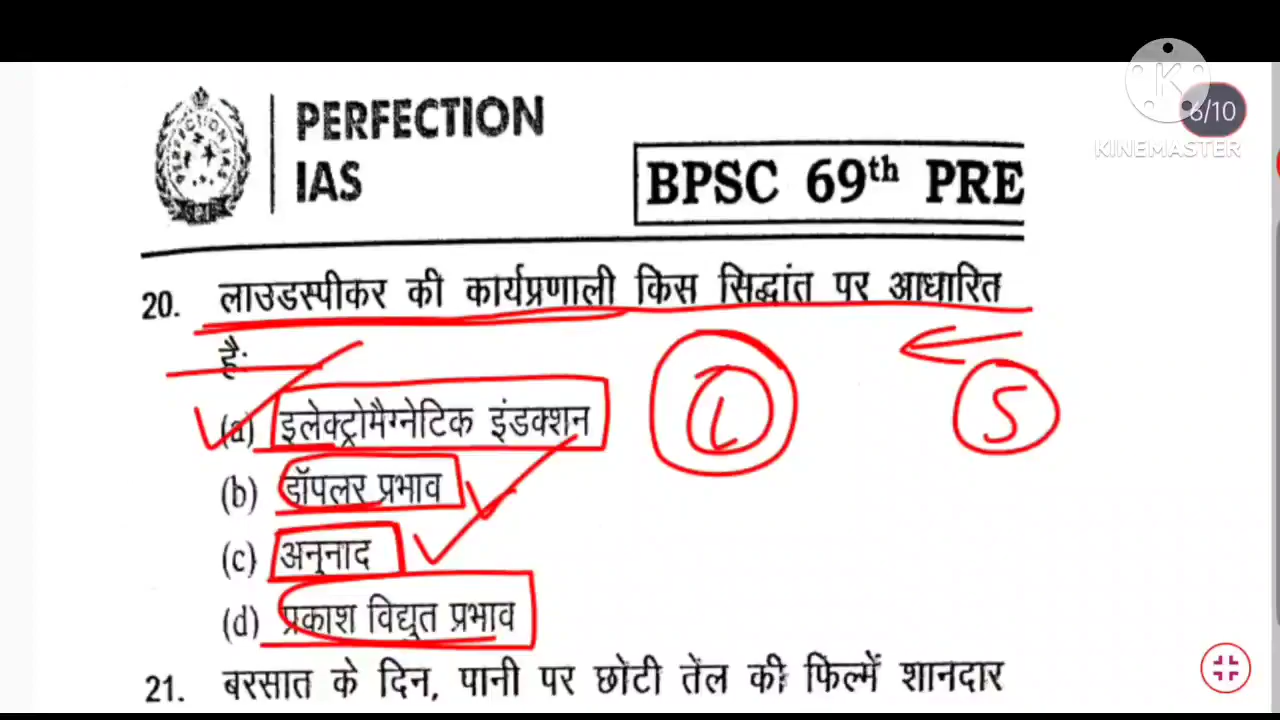 K
6/10
KINEMASTER
PERFECTION
IAS
BPSC 69th PRE
20. लाउडस्पीकर की कार्यप्रणाली किस सिद्धांत पर आधारित
हैः
(a) इलेक्ट्रोमैग्नेटिक इंडक्शन
(b) डॉपलर प्रभाव
(c) अनुनाद
(d) प्रकाश विद्युत प्रभाव
21. बरसात के दिन, पानी पर छोटी तेल की फिल्में शानदार